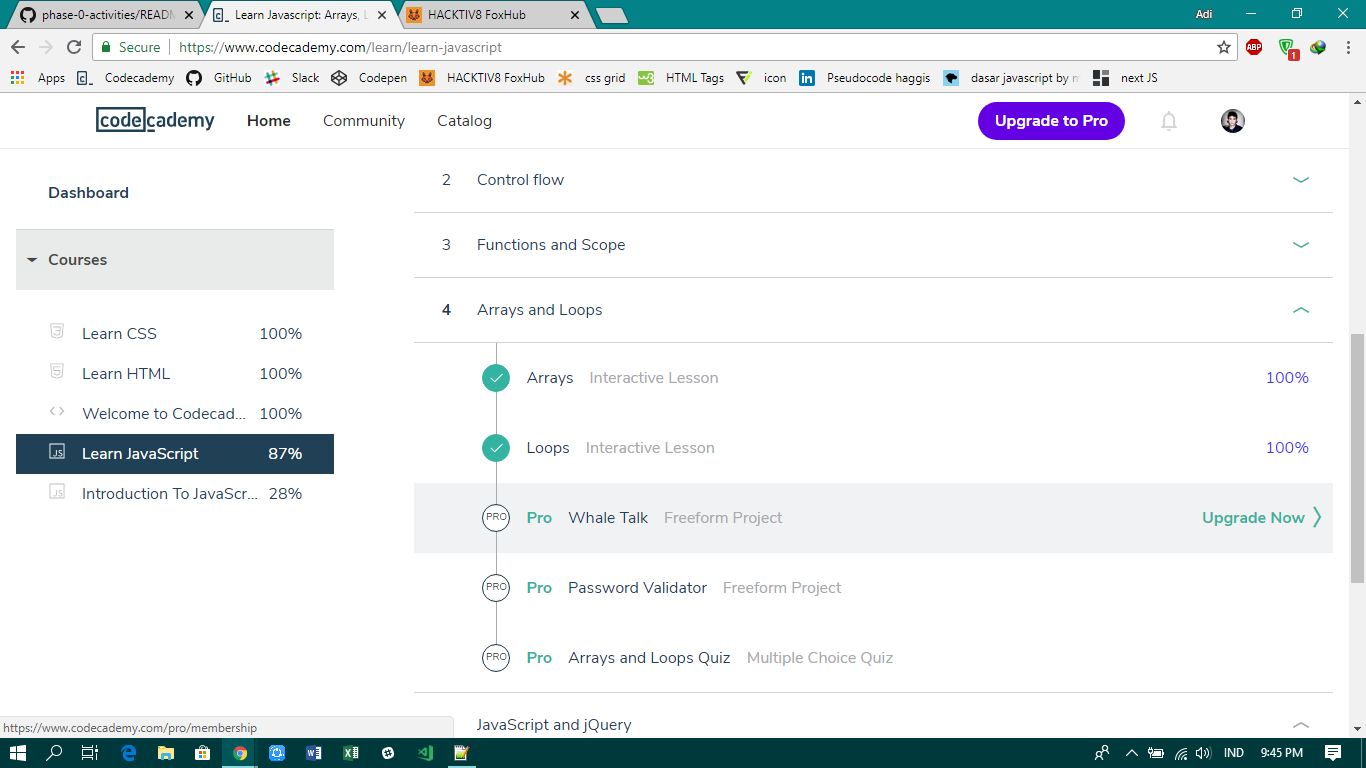 phase-0-activities/READM
Learn Javascript: Arrays, L
HACKTIV8 FoxHub
Adi
Secure
https://www.codecademy.com/learn/learn-javascript
ABP
1
Apps
Codecademy
GitHub
Slack
Codepen
HACKTIV8 FoxHub
css grid
HTML Tags
icon
Pseudocode haggis
dasar javascript by m
next JS
codecademy
Home
Community
Catalog
Upgrade to Pro
Dashboard
Courses
Learn CSS 100%
Learn HTML 100%
Welcome to Codecad... 100%
Learn JavaScript 87%
Introduction To JavaScr... 28%
2 Control flow
3 Functions and Scope
4 Arrays and Loops
Arrays Interactive Lesson 100%
Loops Interactive Lesson 100%
PRO Pro Whale Talk Freeform Project Upgrade Now
PRO Pro Password Validator Freeform Project
PRO Pro Arrays and Loops Quiz Multiple Choice Quiz
JavaScript and jQuery
https://www.codecademy.com/pro/membership
IND
9:45 PM